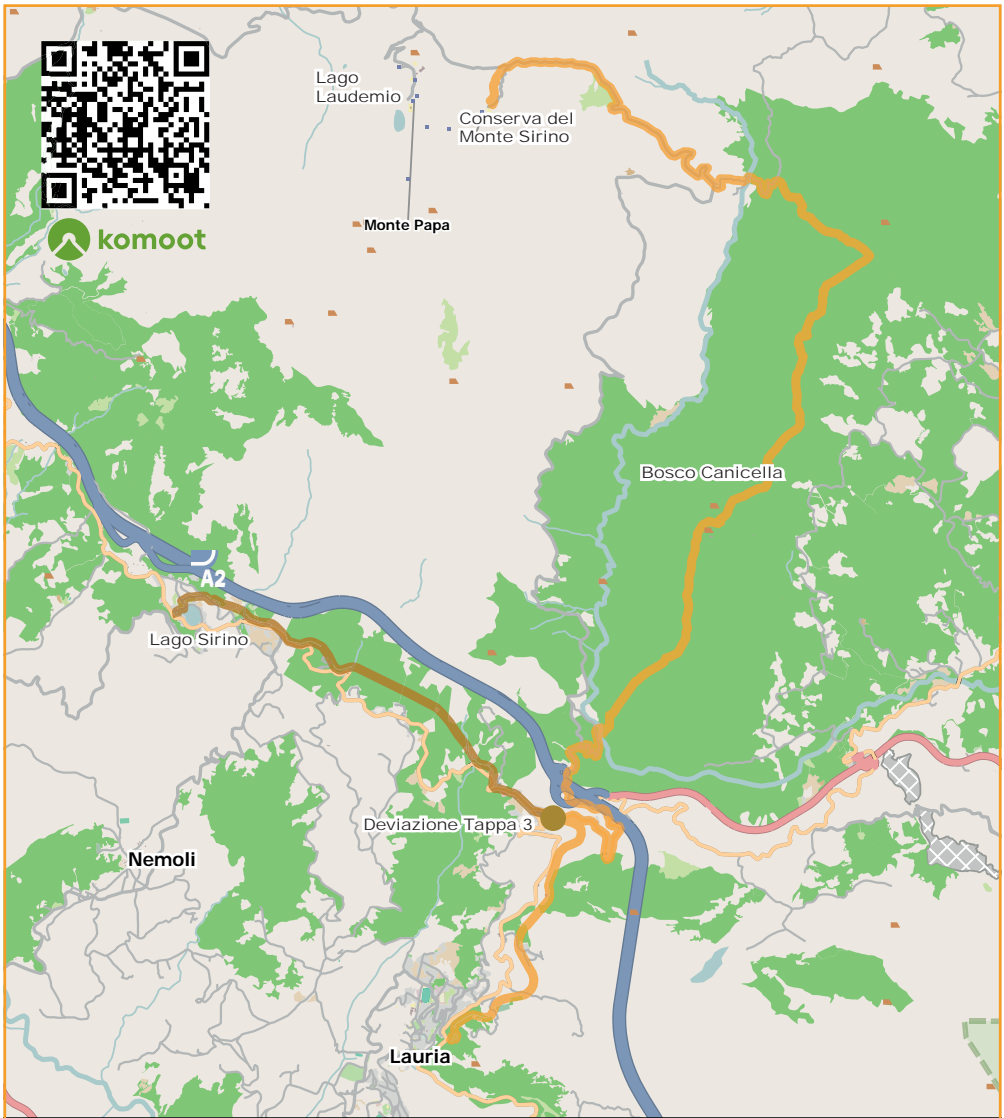 Lago
Laudemio
Conserva del
Monte Sirino
komoot
Monte Papa
Bosco Canicella
A2
Lago Sirino
Deviazione Tappa 3
Nemoli
Lauria